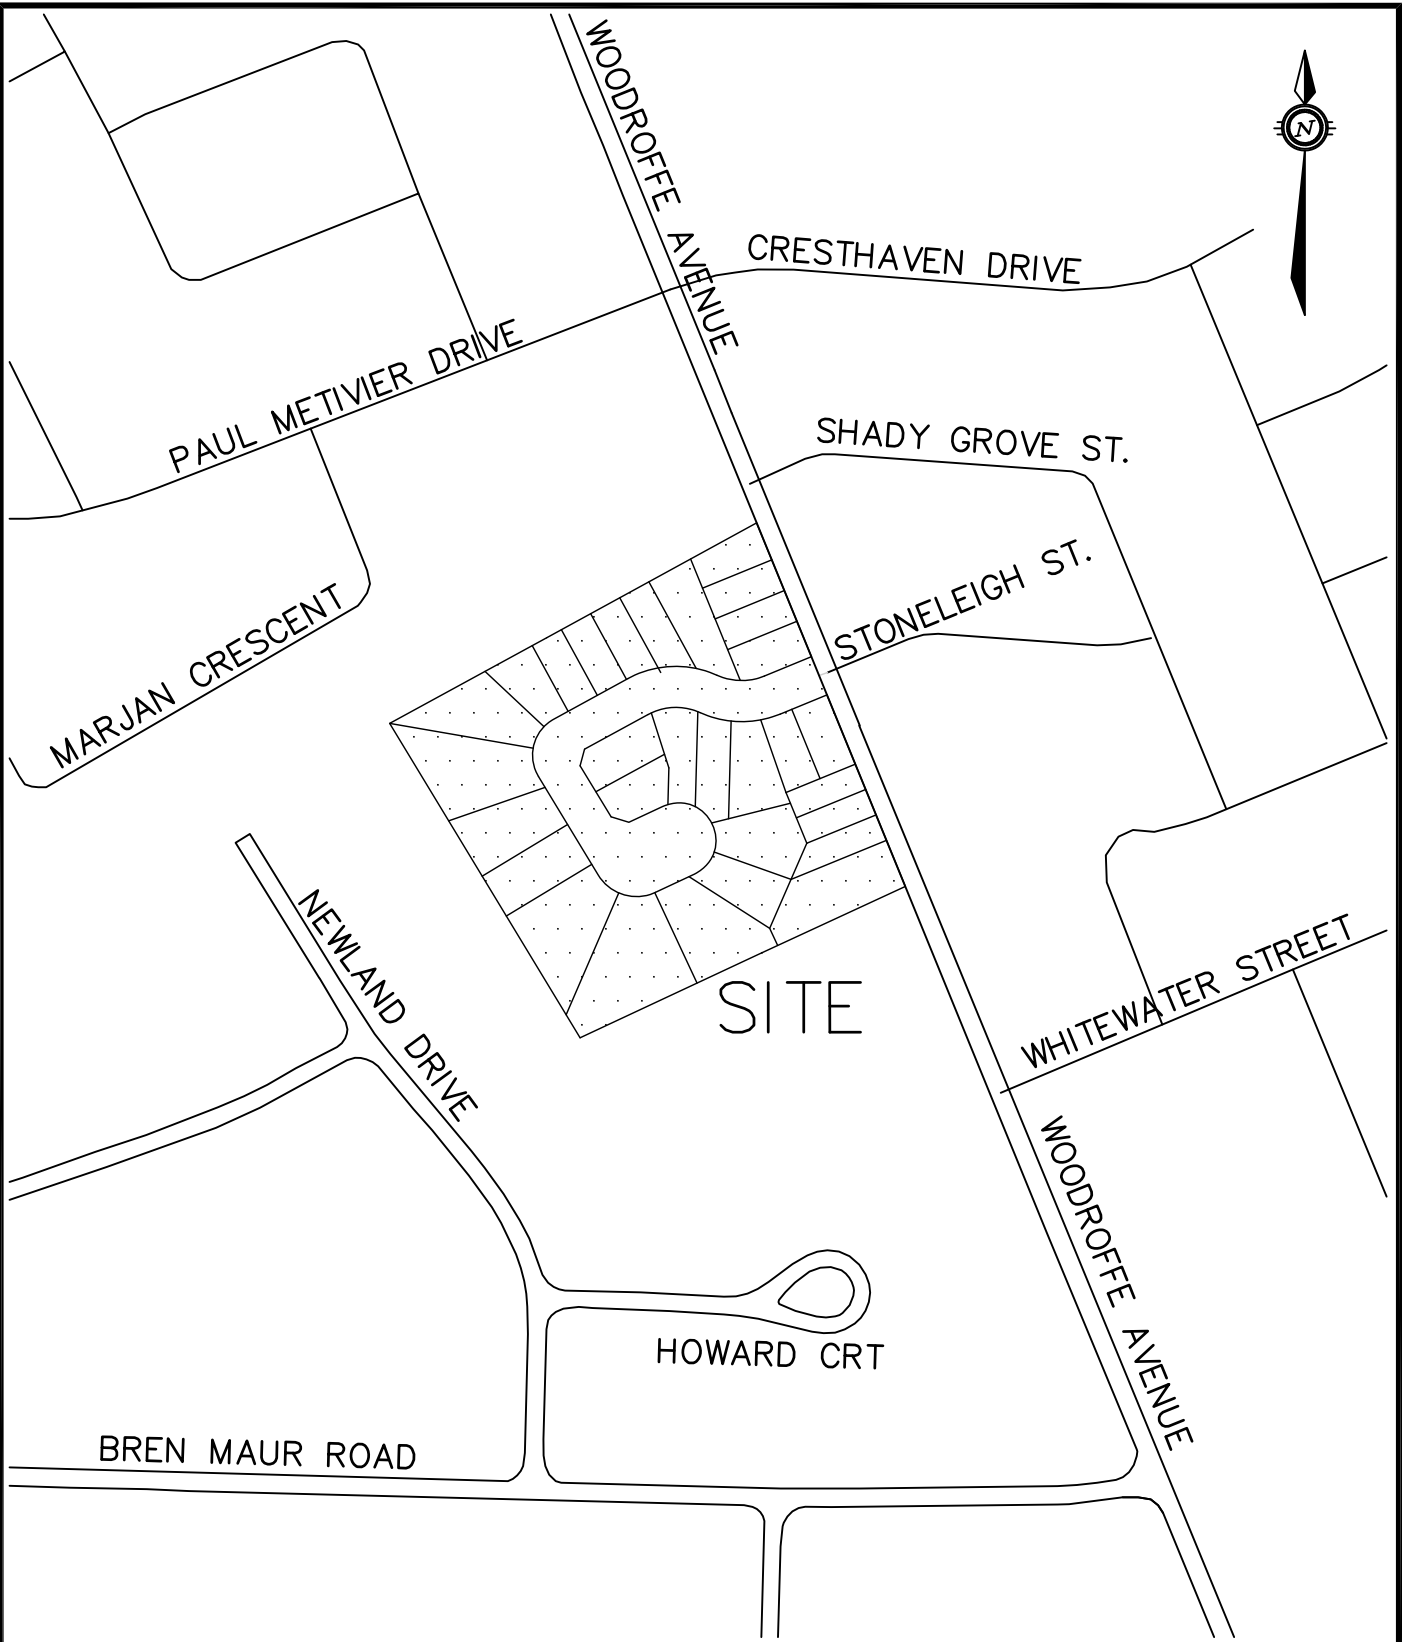 WOODROFFE AVENUE
N
CRESTHAVEN DRIVE
PAUL METIVIER DRIVE
SHADY GROVE ST.
STONELEIGH ST.
MARJAN CRESCENT
NEWLAND DRIVE
SITE
WHITEWATER STREET
WOODROFFE AVENUE
HOWARD CRT
BREN MAUR ROAD